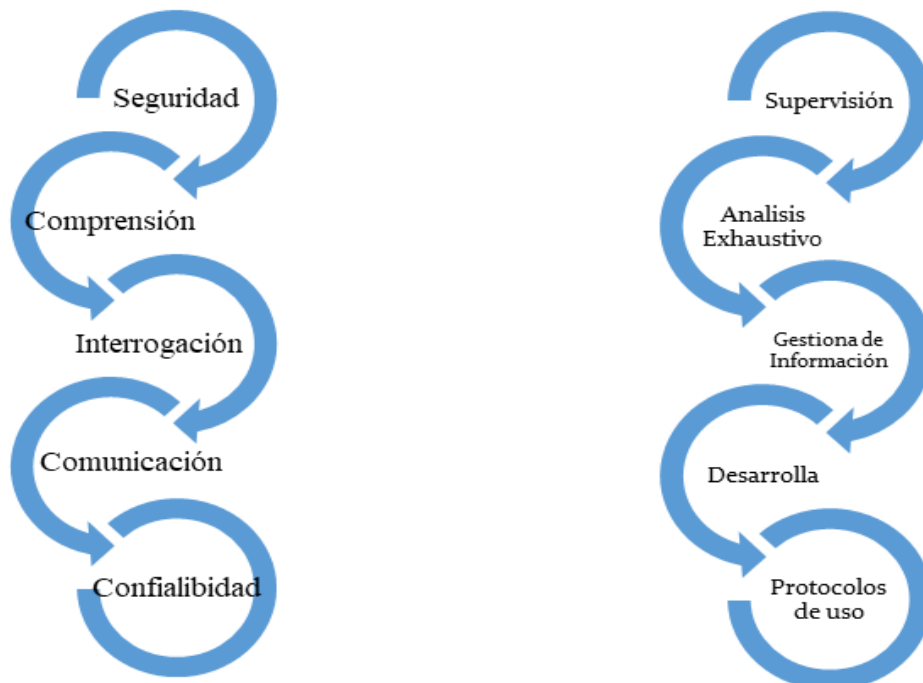 Seguridad
Comprensión
Interrogación
Comunicación
Confialibidad
Supervisión
Analisis
Exhaustivo
Gestiona de
Información
Desarrolla
Protocolos
de uso